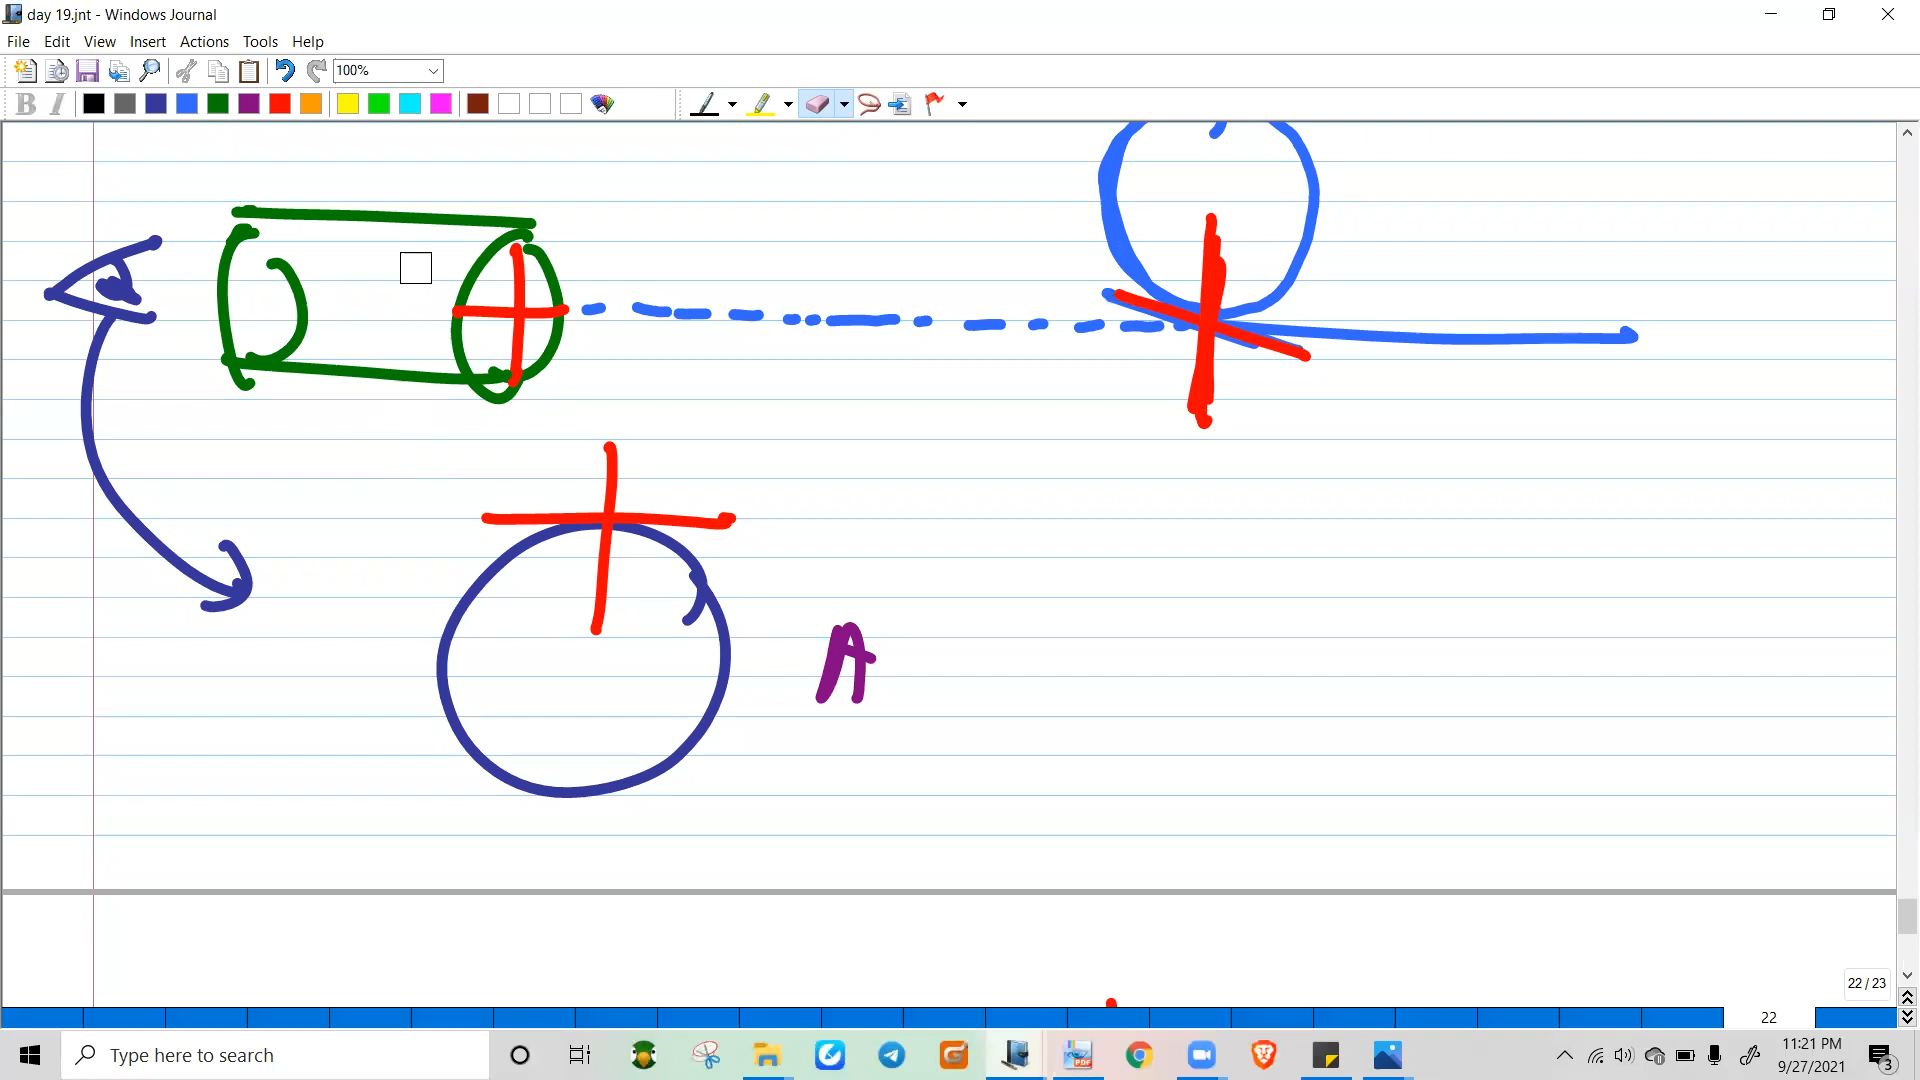 day 19.jnt - Windows Journal
File Edit View Insert Actions Tools Help
100%
B I
A
22 / 23
22
Type here to search
11:21 PM
9/27/2021
3